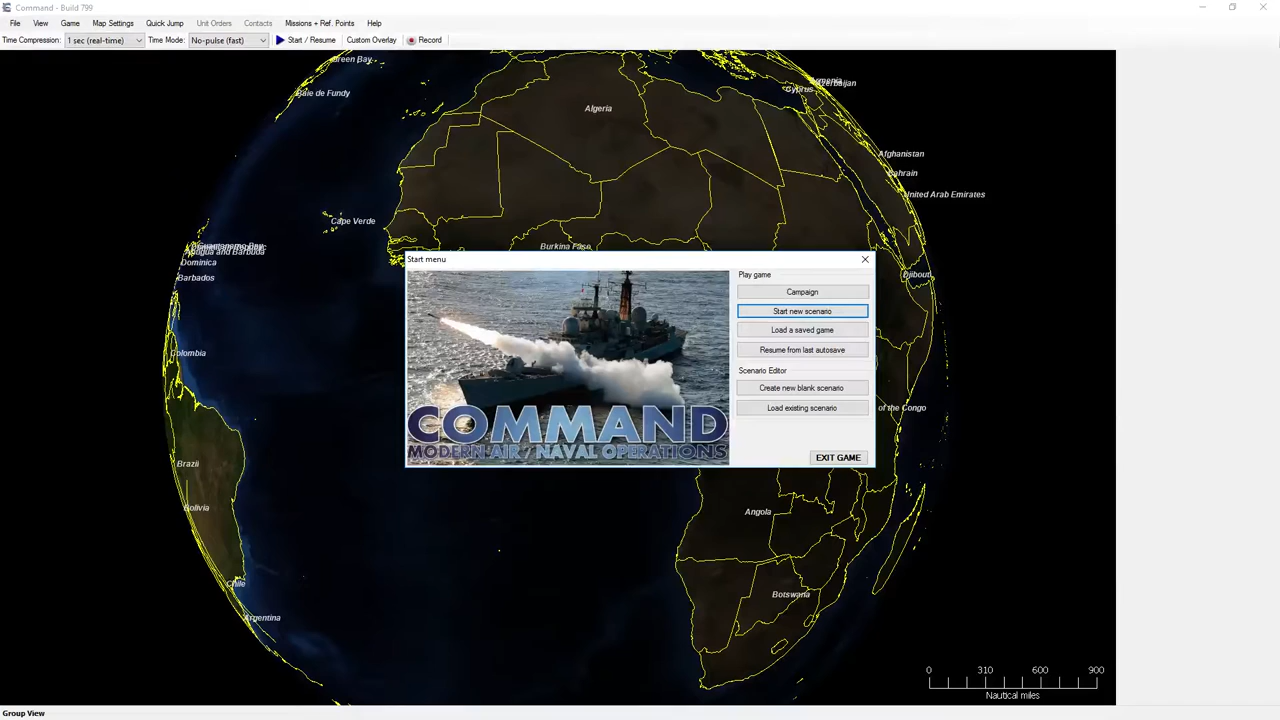 Command - Build 799
File View Game Map Settings Quick Jump Unit Orders Contacts Missions + Ref. Points Help
Time Compression: 1 sec (real-time) Time Mode: No-pulse (fast) Start / Resume Custom Overlay Record
Green Bay
Baie de Fundy
Algeria
Cyprus
Armenia
Azerbaijan
Afghanistan
Bahrain
United Arab Emirates
Cape Verde
Burkina Faso
Guantanamo Bay
Antigua and Barbuda
Dominica
Barbados
Djibouti
Colombia
of the Congo
Brazil
Bolivia
Angola
Chile
Botswana
Argentina
Start menu
COMMAND
MODERN AIR / NAVAL OPERATIONS
Play game
Campaign
Start new scenario
Load a saved game
Resume from last autosave
Scenario Editor
Create new blank scenario
Load existing scenario
EXIT GAME
0 310 600 900
Nautical miles
Group View